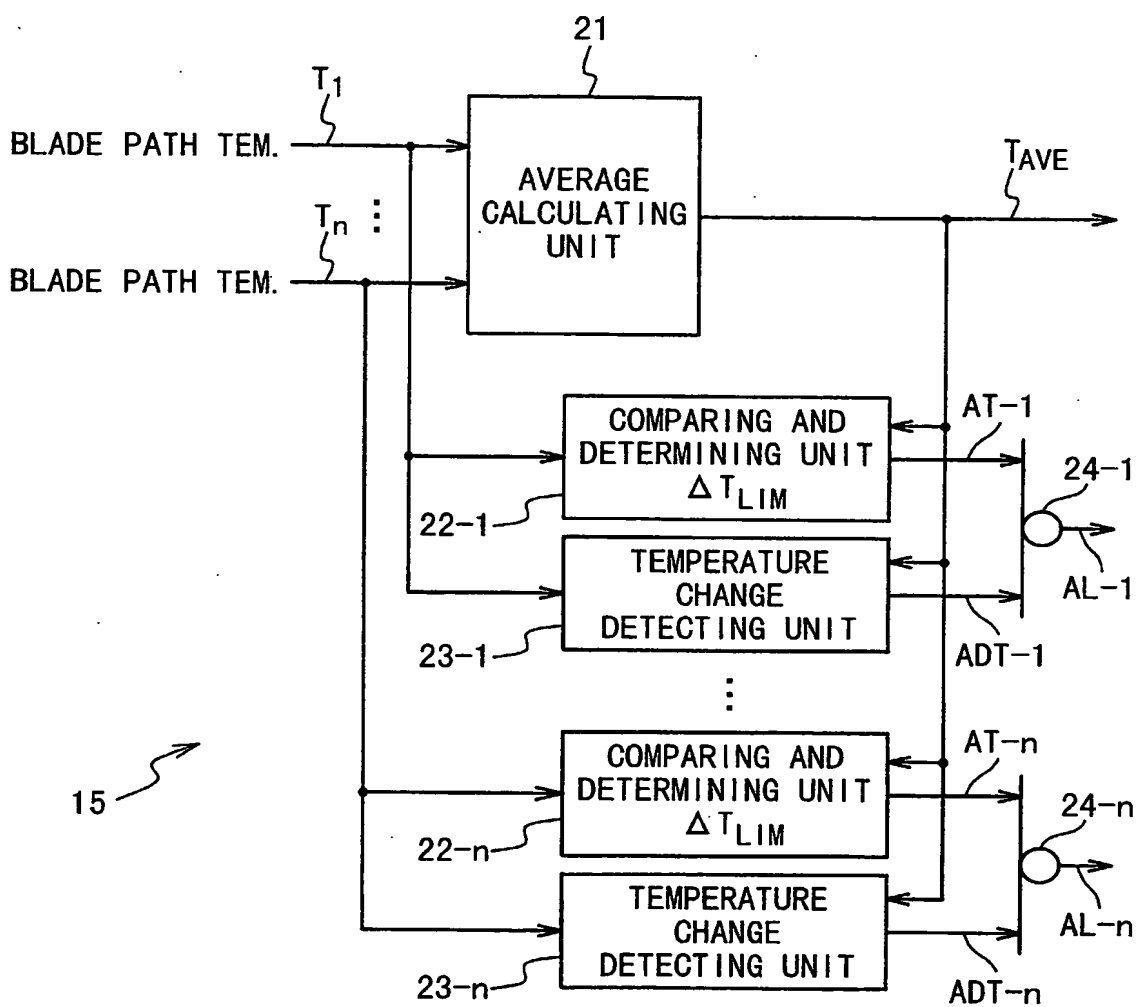 21
T1
BLADE PATH TEM.
AVERAGE
CALCULATING
UNIT
TAVE
Tn
BLADE PATH TEM.
COMPARING AND
DETERMINING UNIT
Δ TLIM
22-1
AT-1
24-1
AL-1
TEMPERATURE
CHANGE
DETECTING UNIT
23-1
ADT-1
COMPARING AND
DETERMINING UNIT
Δ TLIM
22-n
AT-n
24-n
AL-n
15
TEMPERATURE
CHANGE
DETECTING UNIT
23-n
ADT-n